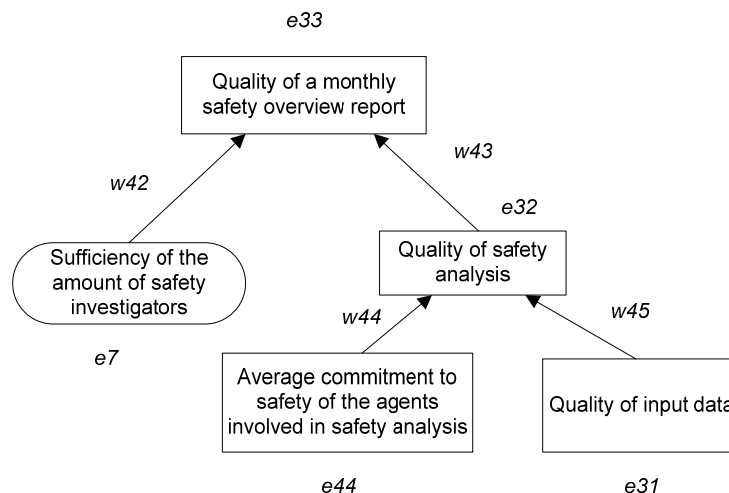 e33
Quality of a monthly
safety overview report
w42
w43
e32
Quality of safety
analysis
Sufficiency of the
amount of safety
investigators
e7
w44
w45
Average commitment to
safety of the agents
involved in safety analysis
Quality of input data
e44
e31